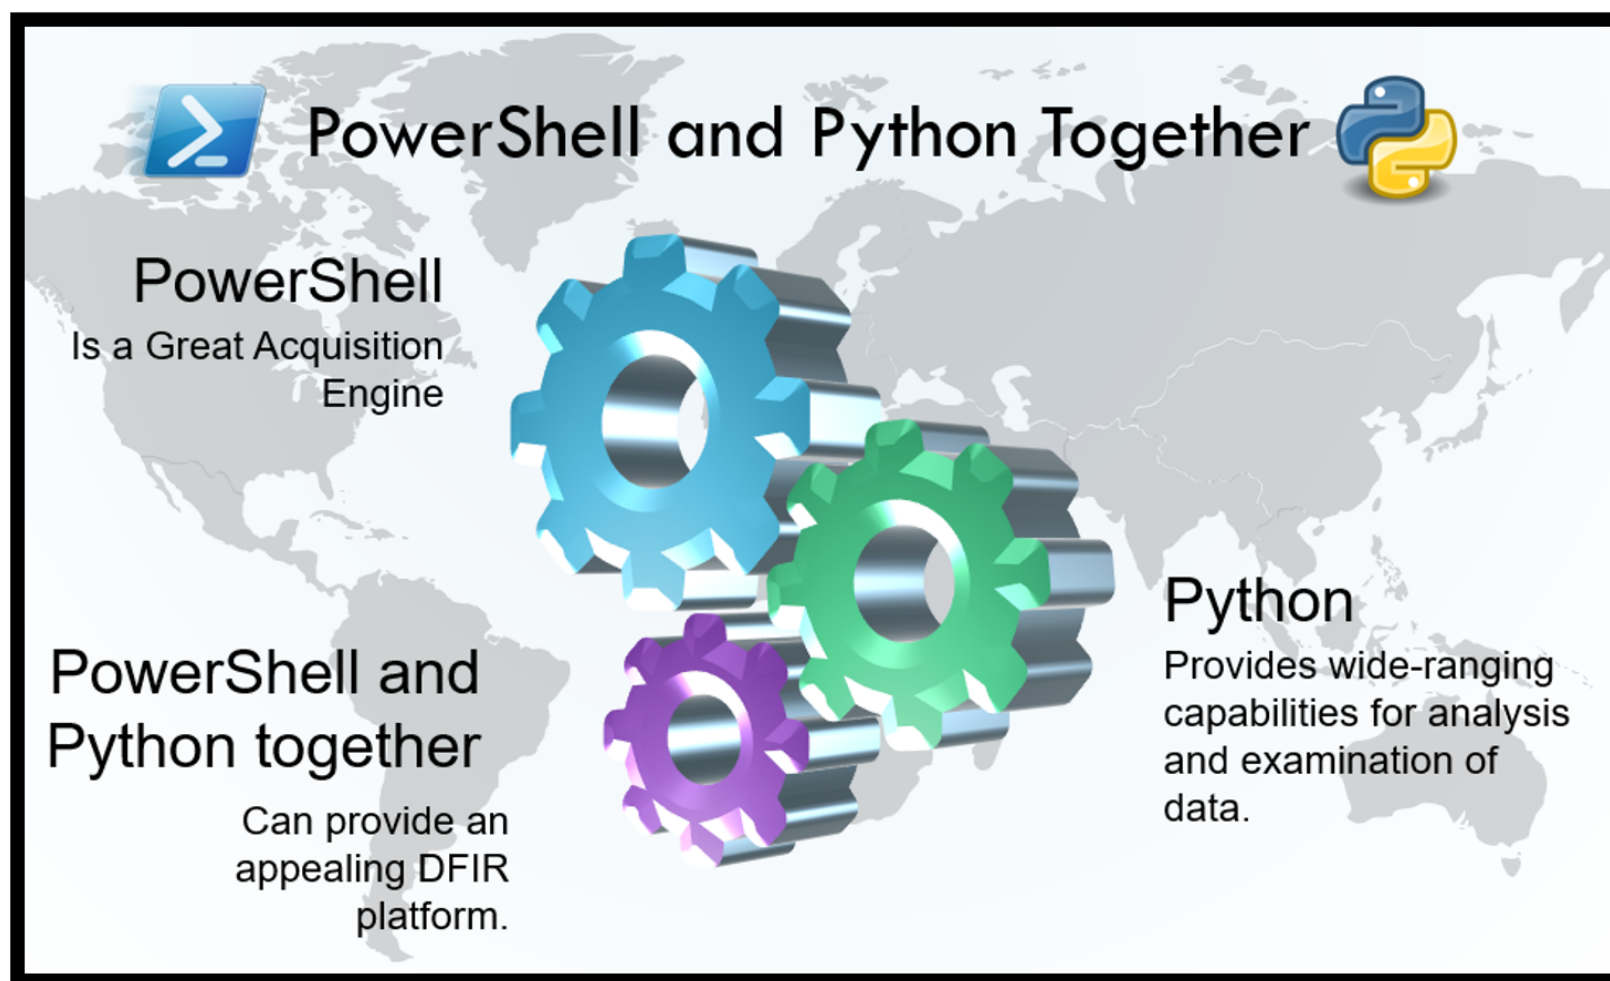 PowerShell and Python Together
PowerShell
Is a Great Acquisition
Engine
PowerShell and
Python together
Can provide an
appealing DFIR
platform.
Python
Provides wide-ranging
capabilities for analysis
and examination of
data.